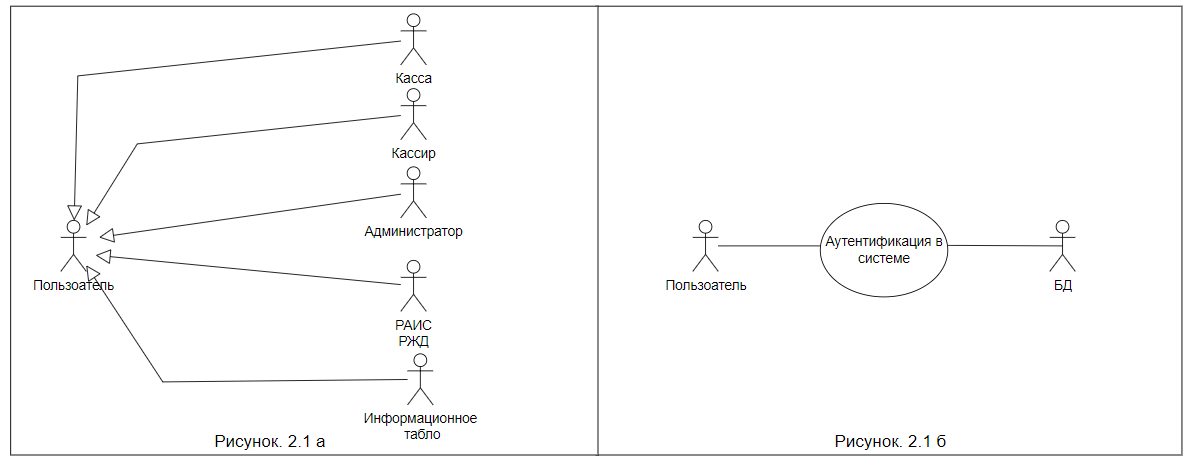 Касса
Кассир
Администратор
Пользоатель
РАИС
РЖД
Информационное
табло
Рисунок. 2.1 а
Пользоатель
Аутентификация в
системе
БД
Рисунок. 2.1 б